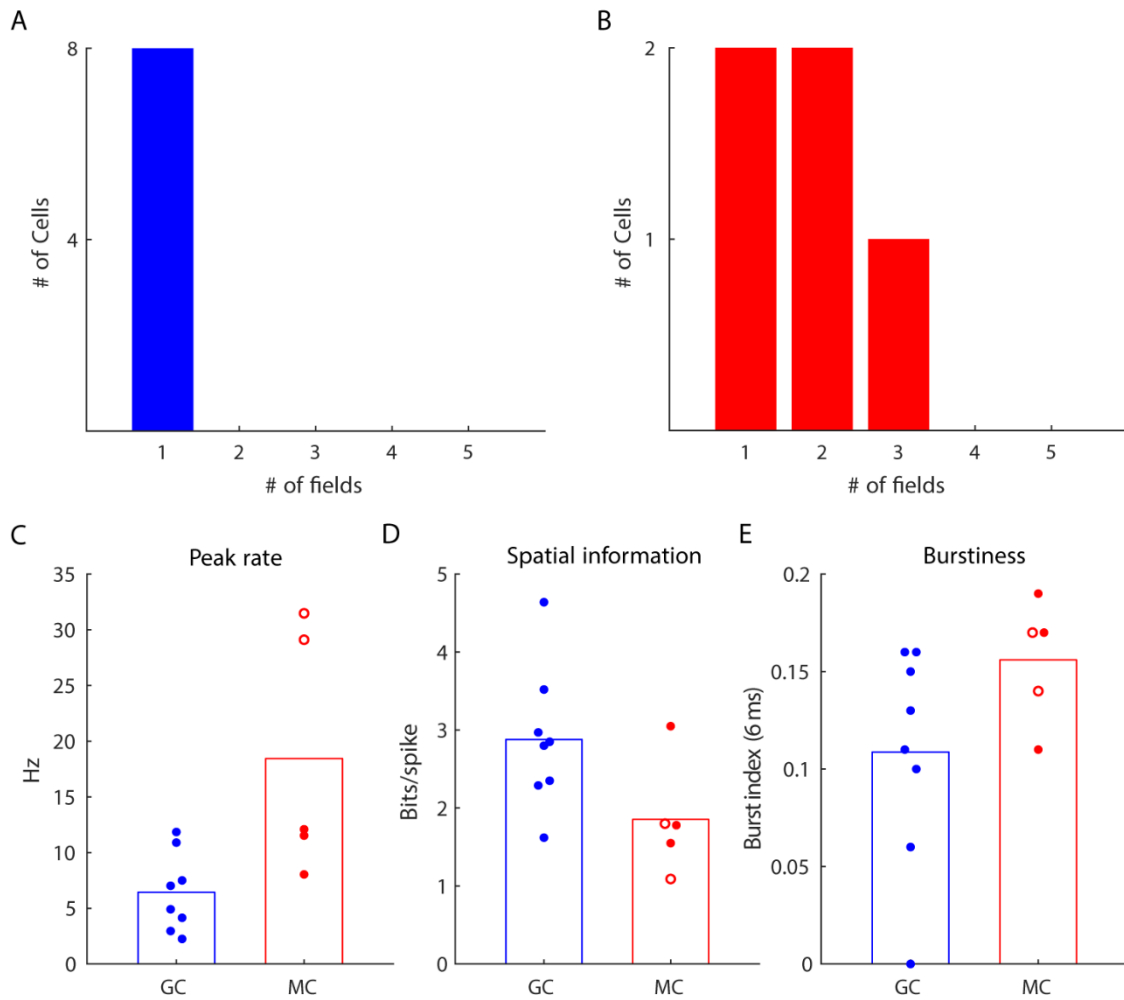 A
8
4
# of Cells
1 2 3 4 5
# of fields
B
2
1
# of Cells
1 2 3 4 5
# of fields
C
Peak rate
35
30
25
20
15
10
5
0
Hz
GC MC
D
Spatial information
5
4
3
2
1
0
Bits/spike
GC MC
E
Burstiness
0.2
0.15
0.1
0.05
0
Burst index (6 ms)
GC MC